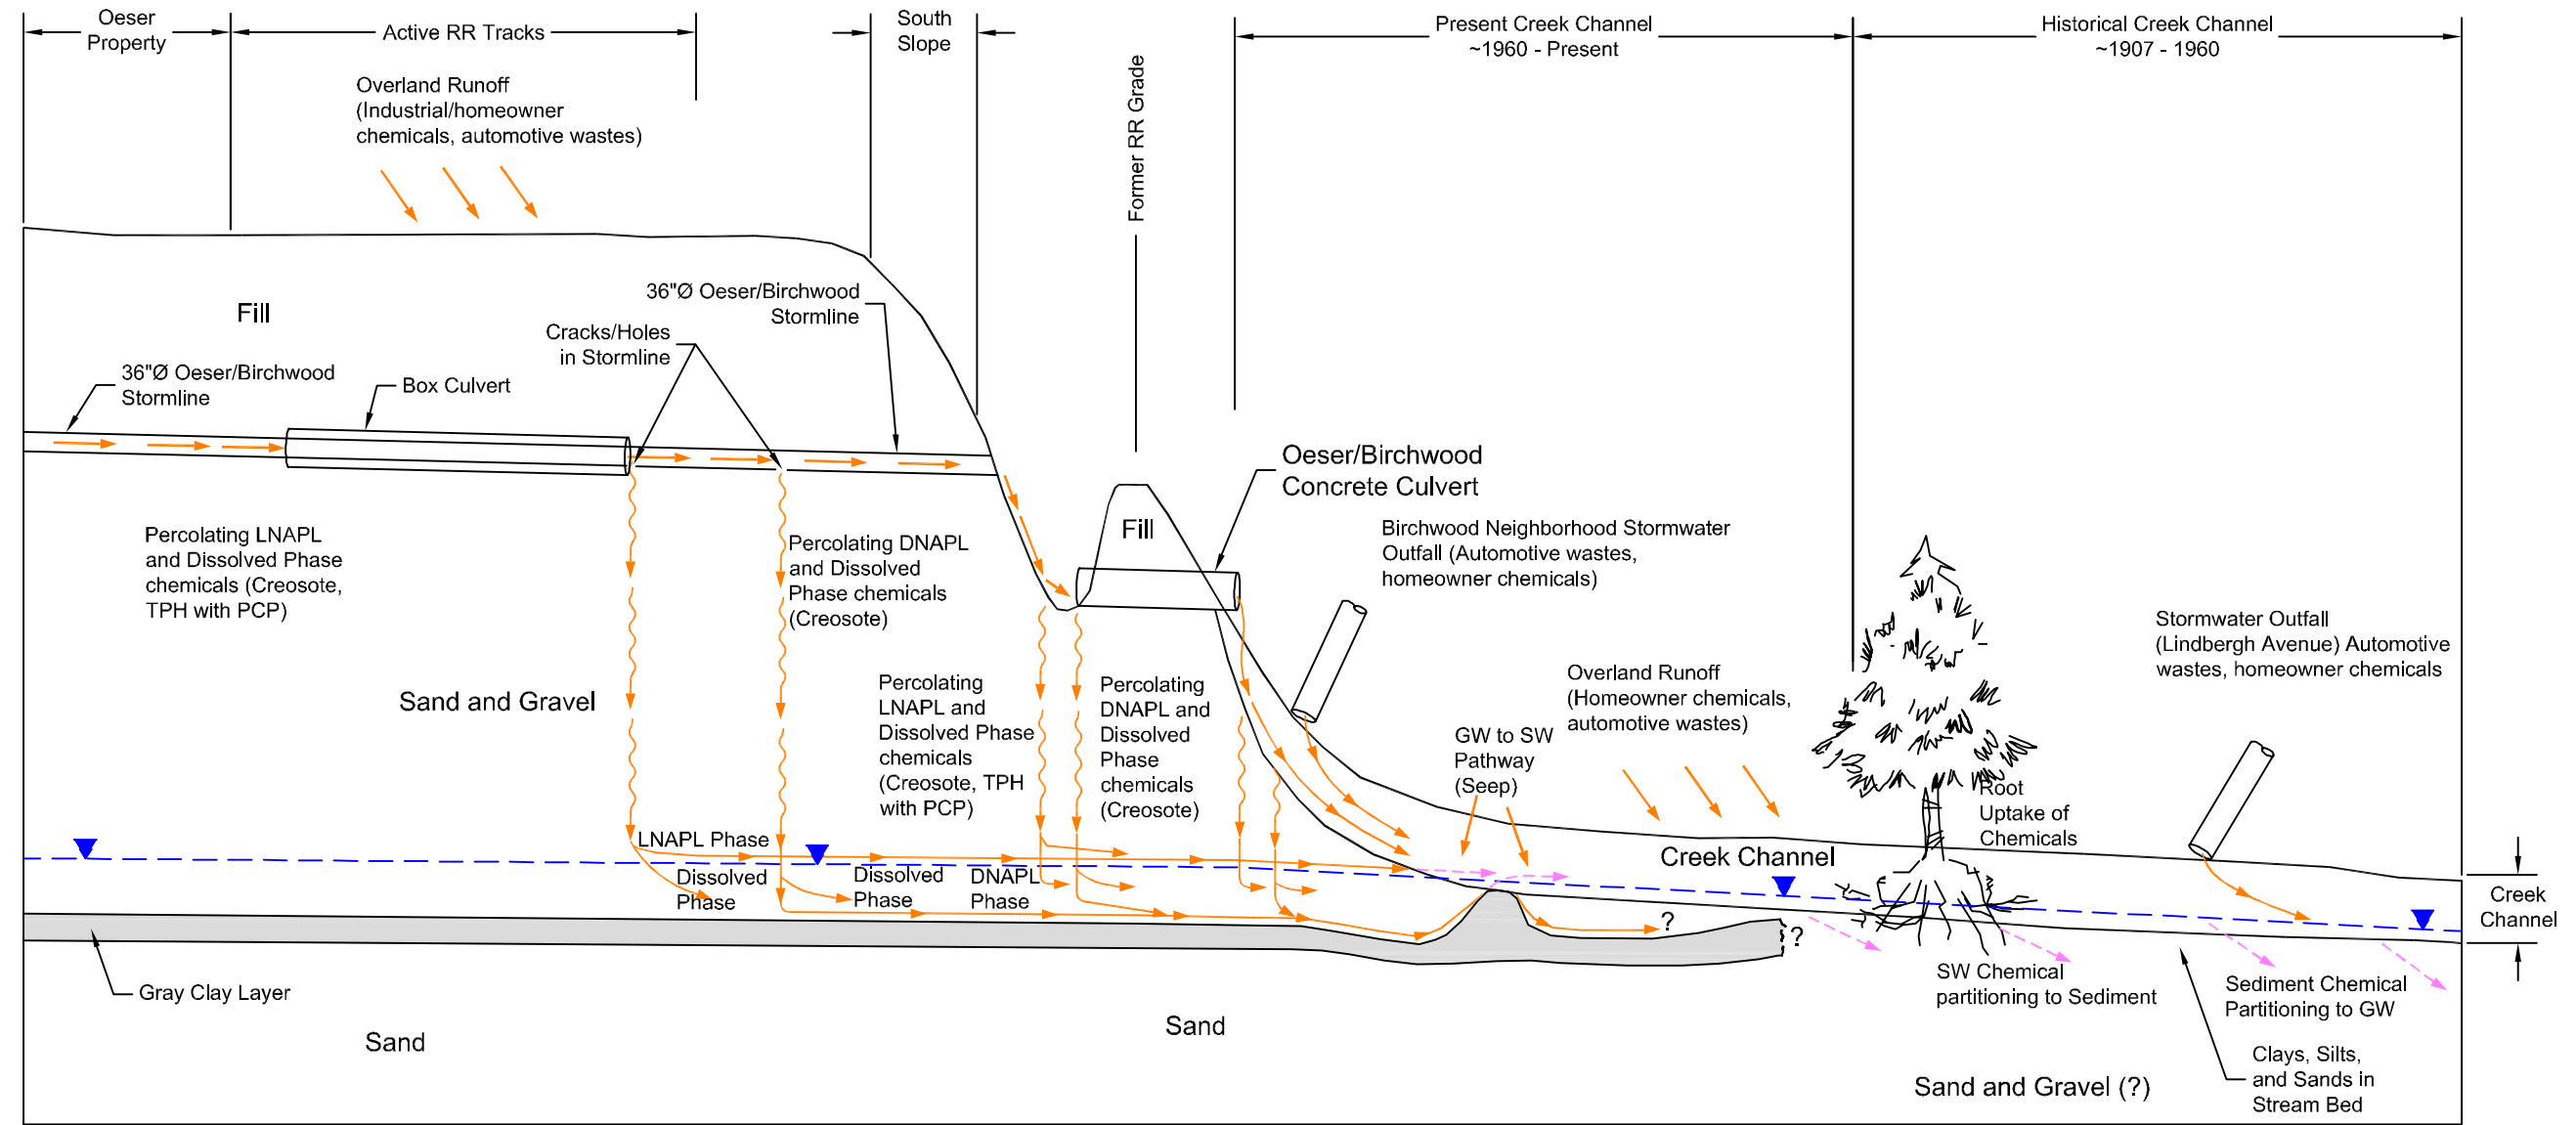 Oeser
Property
Active RR Tracks
South
Slope
Present Creek Channel
~1960 - Present
Historical Creek Channel
~1907 - 1960
Overland Runoff
(Industrial/homeowner
chemicals, automotive wastes)
Former RR Grade
Fill
36"Ø Oeser/Birchwood
Stormline
Cracks/Holes
in Stormline
36"Ø Oeser/Birchwood
Stormline
Box Culvert
Oeser/Birchwood
Concrete Culvert
Fill
Percolating LNAPL
and Dissolved Phase
chemicals (Creosote,
TPH with PCP)
Percolating DNAPL
and Dissolved
Phase chemicals
(Creosote)
Birchwood Neighborhood Stormwater
Outfall (Automotive wastes,
homeowner chemicals)
Stormwater Outfall
(Lindbergh Avenue) Automotive
wastes, homeowner chemicals
Sand and Gravel
Percolating
LNAPL and
Dissolved Phase
chemicals
(Creosote, TPH
with PCP)
Percolating
DNAPL and
Dissolved
Phase
chemicals
(Creosote)
Overland Runoff
(Homeowner chemicals,
automotive wastes)
GW to SW
Pathway
(Seep)
Root
Uptake of
Chemicals
LNAPL Phase
Creek Channel
Dissolved
Phase
Dissolved
Phase
DNAPL
Phase
Creek
Channel
?
?
Gray Clay Layer
SW Chemical
partitioning to Sediment
Sediment Chemical
Partitioning to GW
Sand
Sand
Clays, Silts,
and Sands in
Stream Bed
Sand and Gravel (?)